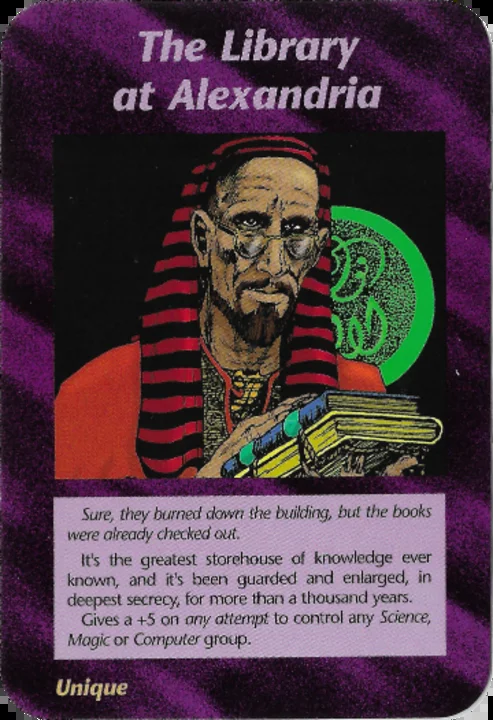 The Library
at Alexandria
Sure, they burned down the building, but the books
were already checked out.
It's the greatest storehouse of knowledge ever
known, and it's been guarded and enlarged, in
deepest secrecy, for more than a thousand years.
Gives a +5 on any attempt to control any Science,
Magic or Computer group.
Unique